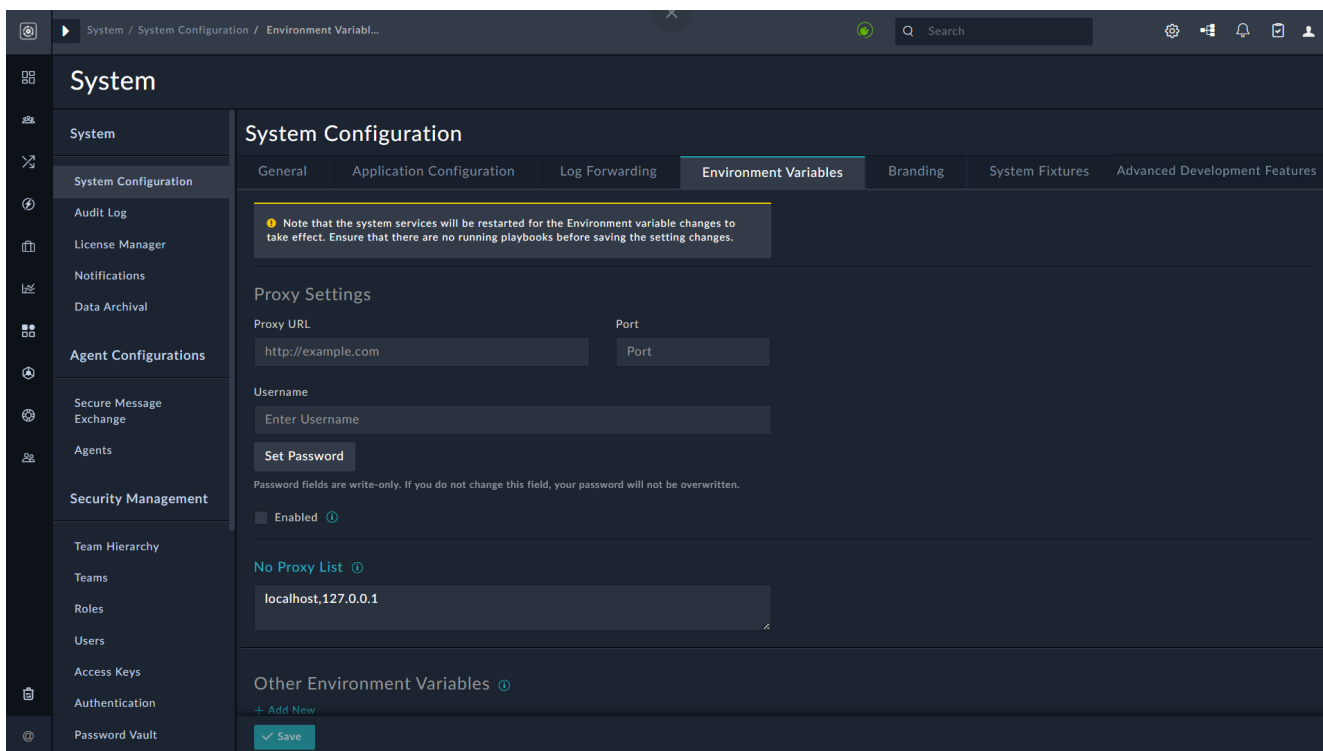 System / System Configuration / Environment Variabl...
Search
System
System
System Configuration
Audit Log
License Manager
Notifications
Data Archival
Agent Configurations
Secure Message
Exchange
Agents
Security Management
Team Hierarchy
Teams
Roles
Users
Access Keys
Authentication
Password Vault
System Configuration
General
Application Configuration
Log Forwarding
Environment Variables
Branding
System Fixtures
Advanced Development Features
Note that the system services will be restarted for the Environment variable changes to
take effect. Ensure that there are no running playbooks before saving the setting changes.
Proxy Settings
Proxy URL
Port
http://example.com
Port
Username
Enter Username
Set Password
Password fields are write-only. If you do not change this field, your password will not be overwritten.
Enabled
No Proxy List
localhost,127.0.0.1
Other Environment Variables
+ Add New
Save
@